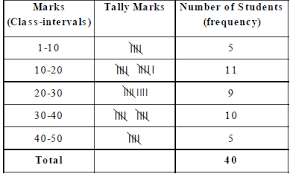 Marks Tally Marks Number of Students
(Class-intervals) (frequency)
1-10 5
10-20 11
20-30 9
30-40 10
40-50 5
Total 40